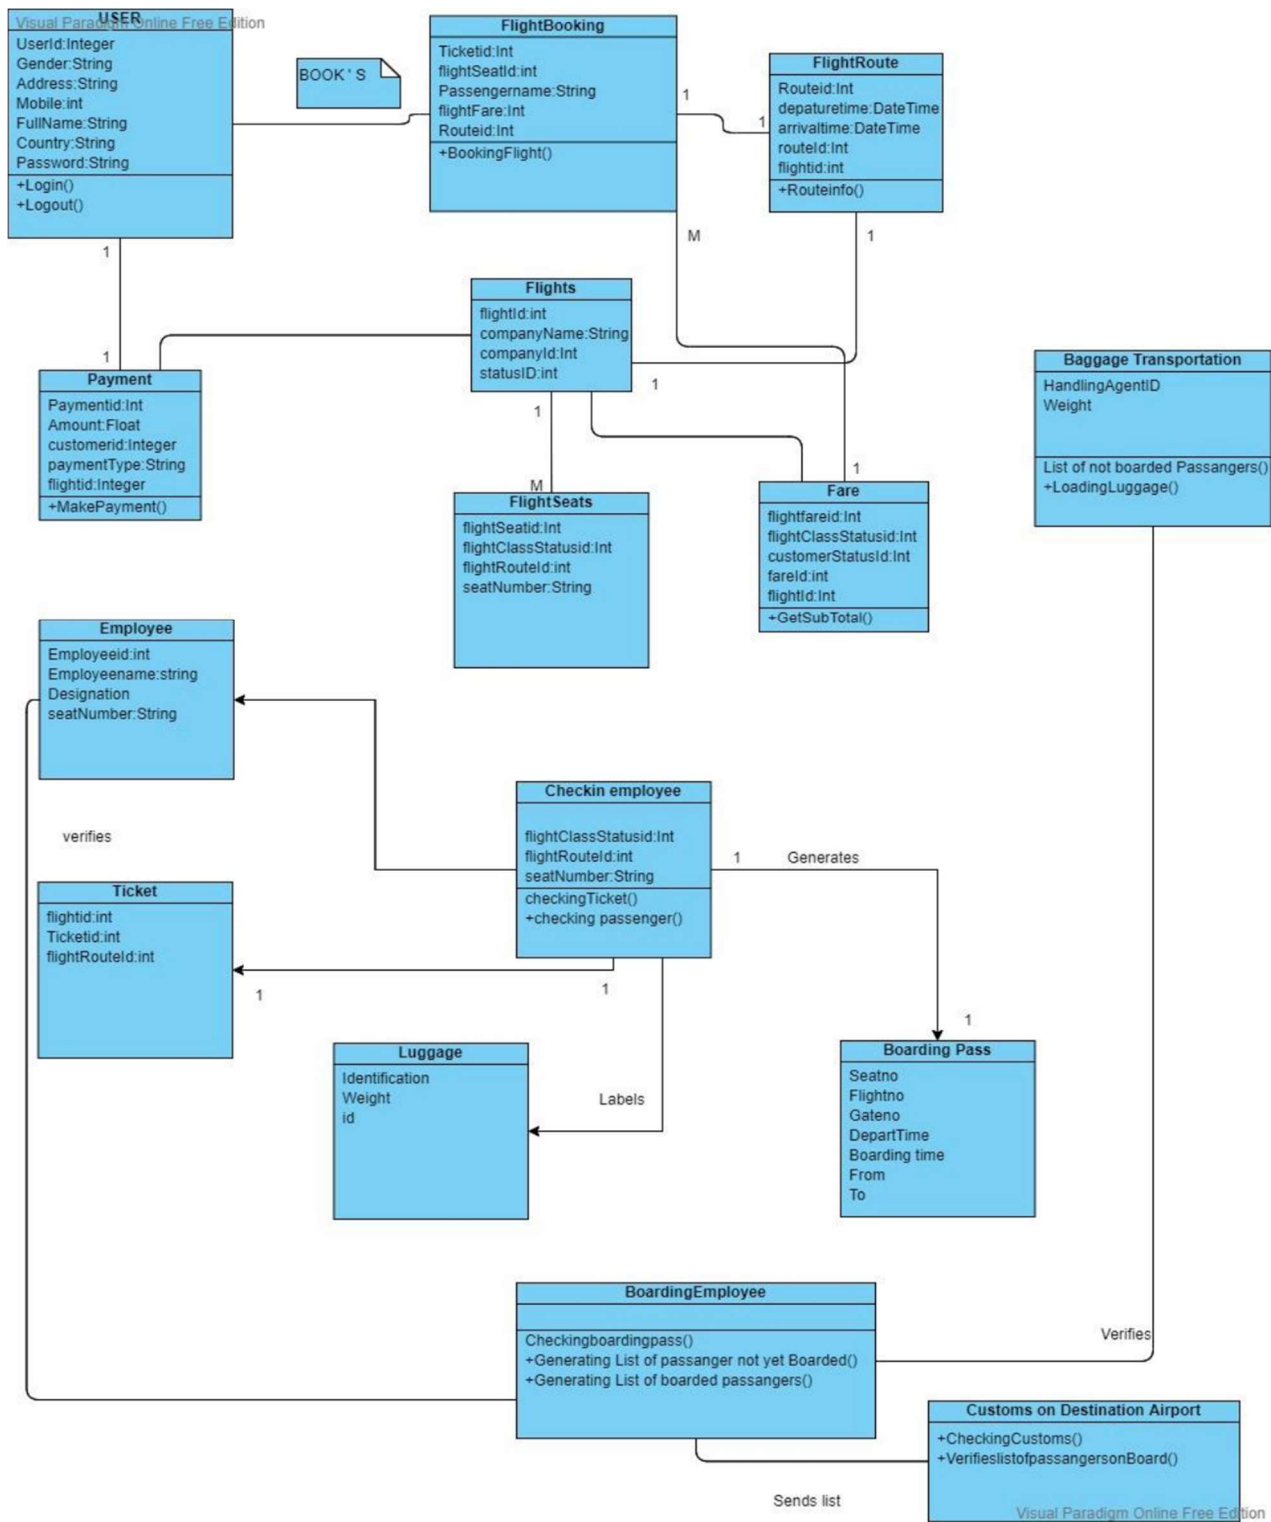 Visual Paradigm Online Free Edition
USER
UserId:Integer
Gender:String
Address:String
Mobile:int
FullName:String
Country:String
Password:String
+Login()
+Logout()
BOOK ' S
FlightBooking
Ticketid:Int
flightSeatId:int
Passengername:String
flightFare:Int
Routeid:Int
+BookingFlight()
1
1
FlightRoute
Routeid:Int
depaturetime:DateTime
arrivaltime:DateTime
routeId:Int
flightid:int
+Routeinfo()
1
M
1
Flights
flightId:int
companyName:String
companyId:Int
statusID:int
1
1
1
Payment
Paymentid:Int
Amount:Float
customerid:Integer
paymentType:String
flightid:Integer
+MakePayment()
M
FlightSeats
flightSeatid:Int
flightClassStatusid:Int
flightRouteId:int
seatNumber:String
1
Fare
flightfareid:Int
flightClassStatusid:Int
customerStatusId:Int
fareId:int
flightId:Int
+GetSubTotal()
Baggage Transportation
HandlingAgentID
Weight
List of not boarded Passangers()
+LoadingLuggage()
Employee
Employeeid:int
Employeename:string
Designation
seatNumber:String
verifies
Checkin employee
flightClassStatusid:Int
flightRouteId:int
seatNumber:String
checkingTicket()
+checking passenger()
1
Generates
Ticket
flightid:int
Ticketid:int
flightRouteId:int
1
1
1
Luggage
Identification
Weight
id
Labels
Boarding Pass
Seatno
Flightno
Gateno
DepartTime
Boarding time
From
To
BoardingEmployee
Checkingboardingpass()
+Generating List of passanger not yet Boarded()
+Generating List of boarded passangers()
Verifies
Customs on Destination Airport
+CheckingCustoms()
+VerifieslistofpassangersonBoard()
Sends list
Visual Paradigm Online Free Edition